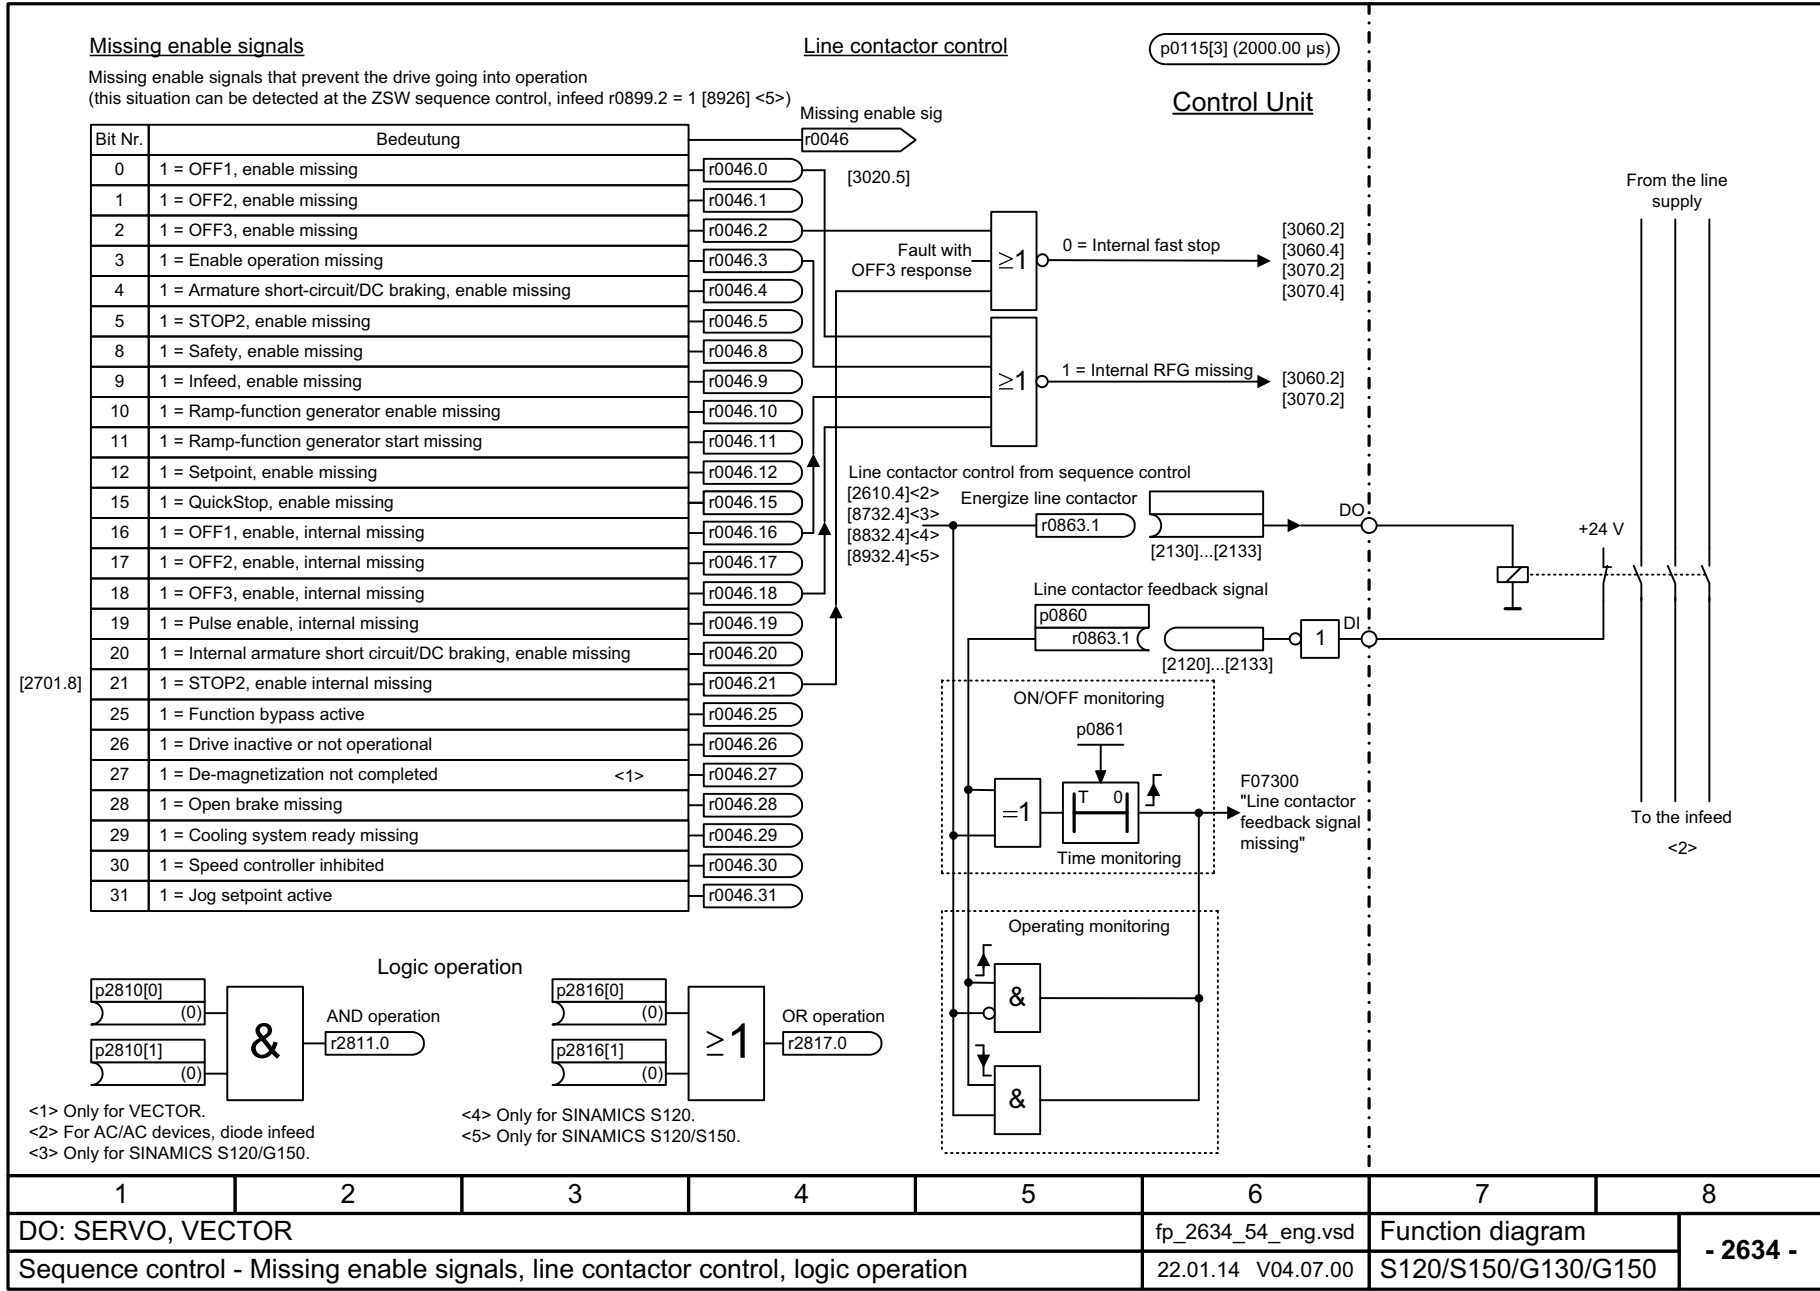 Missing enable signals
Missing enable signals that prevent the drive going into operation
(this situation can be detected at the ZSW sequence control, infeed r0899.2 = 1 [8926] <5>)
Bit Nr. Bedeutung
0 1 = OFF1, enable missing r0046.0
1 1 = OFF2, enable missing r0046.1
2 1 = OFF3, enable missing r0046.2
3 1 = Enable operation missing r0046.3
4 1 = Armature short-circuit/DC braking, enable missing r0046.4
5 1 = STOP2, enable missing r0046.5
8 1 = Safety, enable missing r0046.8
9 1 = Infeed, enable missing r0046.9
10 1 = Ramp-function generator enable missing r0046.10
11 1 = Ramp-function generator start missing r0046.11
12 1 = Setpoint, enable missing r0046.12
15 1 = QuickStop, enable missing r0046.15
16 1 = OFF1, enable, internal missing r0046.16
17 1 = OFF2, enable, internal missing r0046.17
18 1 = OFF3, enable, internal missing r0046.18
19 1 = Pulse enable, internal missing r0046.19
20 1 = Internal armature short circuit/DC braking, enable missing r0046.20
[2701.8] 21 1 = STOP2, enable internal missing r0046.21
25 1 = Function bypass active r0046.25
26 1 = Drive inactive or not operational r0046.26
27 1 = De-magnetization not completed <1> r0046.27
28 1 = Open brake missing r0046.28
29 1 = Cooling system ready missing r0046.29
30 1 = Speed controller inhibited r0046.30
31 1 = Jog setpoint active r0046.31
Line contactor control
p0115[3] (2000.00 µs)
Control Unit
Missing enable sig
r0046
[3020.5]
Fault with
OFF3 response
≥1
0 = Internal fast stop
[3060.2]
[3060.4]
[3070.2]
[3070.4]
≥1
1 = Internal RFG missing
[3060.2]
[3070.2]
Line contactor control from sequence control
[2610.4]<2>
[8732.4]<3>
[8832.4]<4>
[8932.4]<5>
Energize line contactor
r0863.1
[2130]...[2133]
DO
Line contactor feedback signal
p0860
r0863.1
[2120]...[2133]
1
DI
ON/OFF monitoring
p0861
=1
T 0
Time monitoring
F07300
"Line contactor
feedback signal
missing"
Operating monitoring
&
&
From the line
supply
+24 V
To the infeed
<2>
Logic operation
p2810[0]
(0)
p2810[1]
(0)
&
AND operation
r2811.0
p2816[0]
(0)
p2816[1]
(0)
≥1
OR operation
r2817.0
<1> Only for VECTOR.
<2> For AC/AC devices, diode infeed
<3> Only for SINAMICS S120/G150.
<4> Only for SINAMICS S120.
<5> Only for SINAMICS S120/S150.
1 2 3 4 5 6 7 8
DO: SERVO, VECTOR fp_2634_54_eng.vsd Function diagram
- 2634 -
Sequence control - Missing enable signals, line contactor control, logic operation 22.01.14 V04.07.00 S120/S150/G130/G150